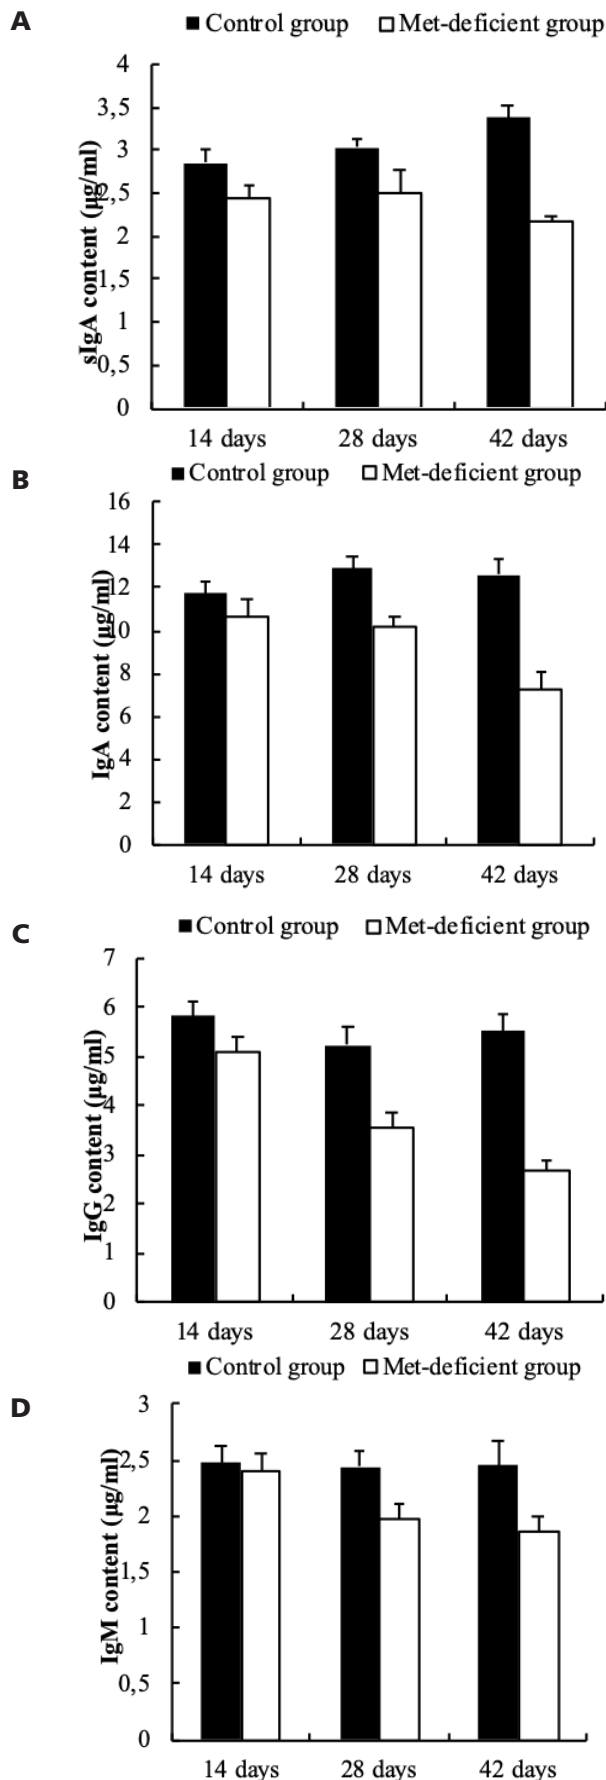 A
■ Control group □ Met-deficient group
sIgA content (µg/ml)
4
3,5
3
2,5
2
1,5
1
0,5
0
14 days 28 days 42 days
B
■ Control group □ Met-deficient group
IgA content (µg/ml)
16
14
12
10
8
6
4
2
0
14 days 28 days 42 days
C
■ Control group □ Met-deficient group
IgG content (µg/ml)
7
6
5
4
3
2
1
0
14 days 28 days 42 days
D
■ Control group □ Met-deficient group
IgM content (µg/ml)
3
2,5
2
1,5
1
0,5
0
14 days 28 days 42 days